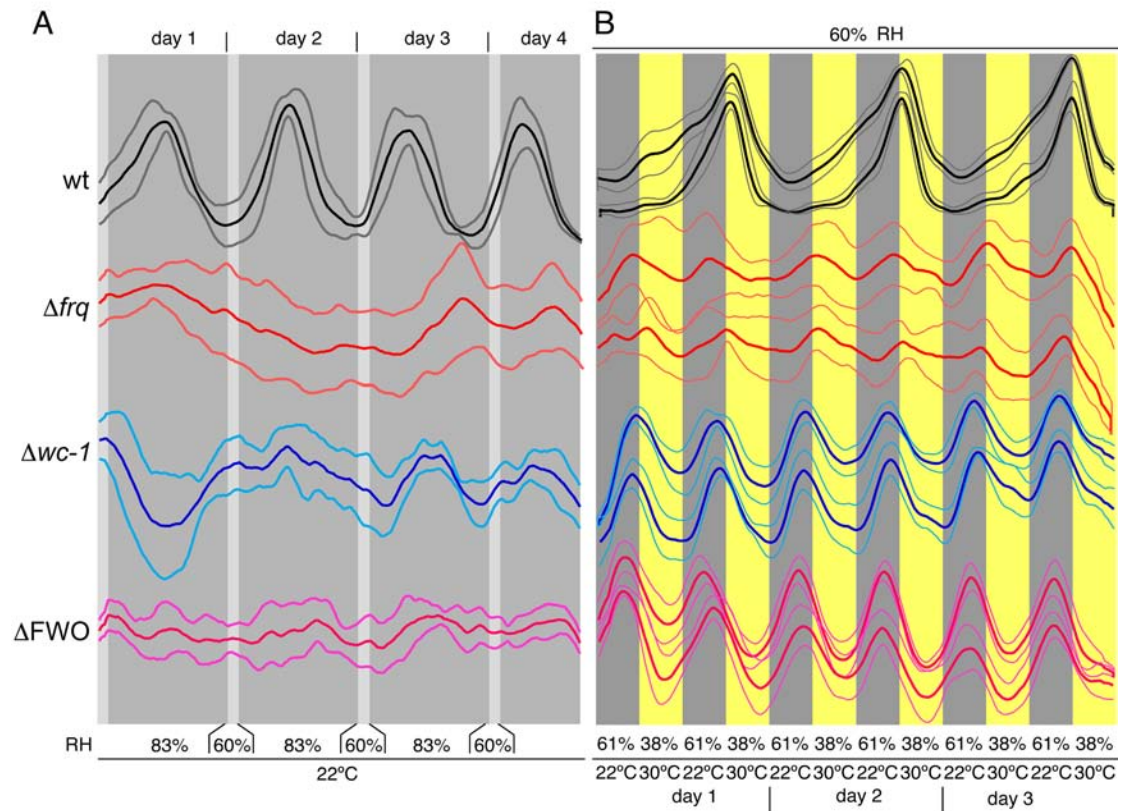 A
B
day 1 | day 2 | day 3 | day 4
60% RH
wt
Δfrq
Δwc-1
ΔFWO
RH 83% 60% 83% 60% 83% 60%
22ºC
61% 38% 61% 38% 61% 38% 61% 38% 61% 38% 61% 38%
22ºC 30ºC 22ºC 30ºC 22ºC 30ºC 22ºC 30ºC 22ºC 30ºC 22ºC 30ºC
day 1 | day 2 | day 3